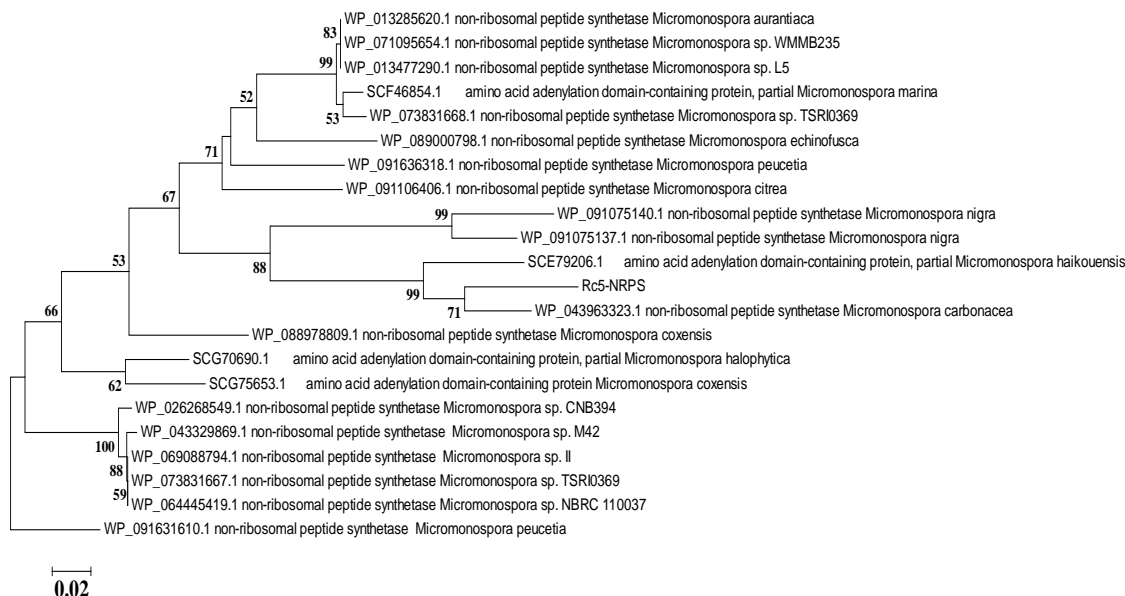 WP_013285620.1 non-ribosomal peptide synthetase Micromonospora aurantiaca
83
WP_071095654.1 non-ribosomal peptide synthetase Micromonospora sp. WMMB235
99
WP_013477290.1 non-ribosomal peptide synthetase Micromonospora sp. L5
SCF46854.1 amino acid adenylation domain-containing protein, partial Micromonospora marina
52
53
WP_073831668.1 non-ribosomal peptide synthetase Micromonospora sp. TSRI0369
WP_089000798.1 non-ribosomal peptide synthetase Micromonospora echinofusca
71
WP_091636318.1 non-ribosomal peptide synthetase Micromonospora peucetia
WP_091106406.1 non-ribosomal peptide synthetase Micromonospora citrea
67
99
WP_091075140.1 non-ribosomal peptide synthetase Micromonospora nigra
WP_091075137.1 non-ribosomal peptide synthetase Micromonospora nigra
53
88
SCE79206.1 amino acid adenylation domain-containing protein, partial Micromonospora haikouensis
99
Rc5-NRPS
71
WP_043963323.1 non-ribosomal peptide synthetase Micromonospora carbonacea
66
WP_088978809.1 non-ribosomal peptide synthetase Micromonospora coxensis
SCG70690.1 amino acid adenylation domain-containing protein, partial Micromonospora halophytica
62
SCG75653.1 amino acid adenylation domain-containing protein Micromonospora coxensis
WP_026268549.1 non-ribosomal peptide synthetase Micromonospora sp. CNB394
WP_043329869.1 non-ribosomal peptide synthetase Micromonospora sp. M42
100
WP_069088794.1 non-ribosomal peptide synthetase Micromonospora sp. II
88
WP_073831667.1 non-ribosomal peptide synthetase Micromonospora sp. TSRI0369
59
WP_064445419.1 non-ribosomal peptide synthetase Micromonospora sp. NBRC 110037
WP_091631610.1 non-ribosomal peptide synthetase Micromonospora peucetia
0.02